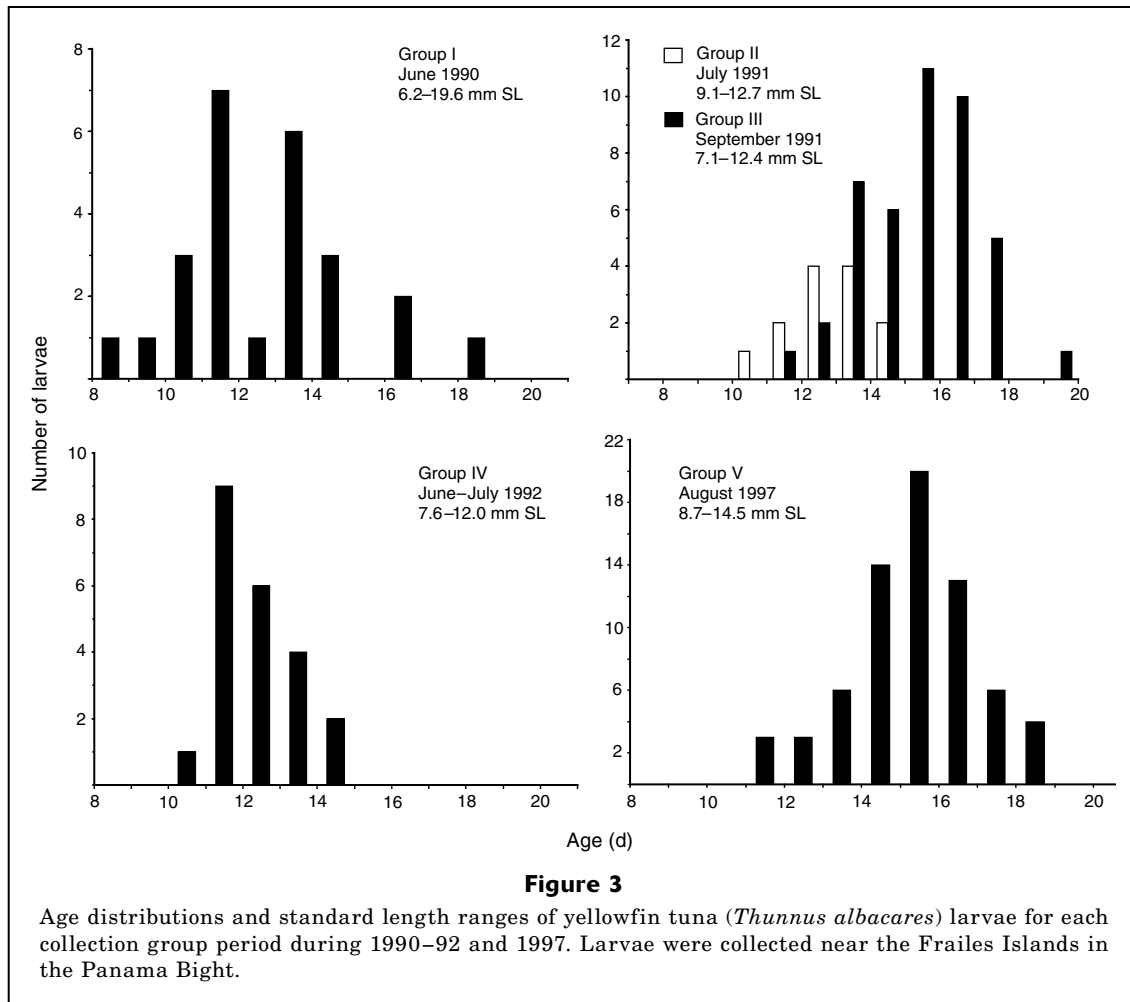 8
6
4
2
8
10
12
14
16
18
20
Group I
June 1990
6.2–19.6 mm SL
12
10
8
6
4
2
8
10
12
14
16
18
20
Group II
July 1991
9.1–12.7 mm SL
Group III
September 1991
7.1–12.4 mm SL
Number of larvae
10
8
6
4
2
8
10
12
14
16
18
20
Group IV
June–July 1992
7.6–12.0 mm SL
22
18
14
10
6
2
8
10
12
14
16
18
20
Group V
August 1997
8.7–14.5 mm SL
Age (d)
Figure 3
Age distributions and standard length ranges of yellowfin tuna (Thunnus albacares) larvae for each
collection group period during 1990–92 and 1997. Larvae were collected near the Frailes Islands in
the Panama Bight.